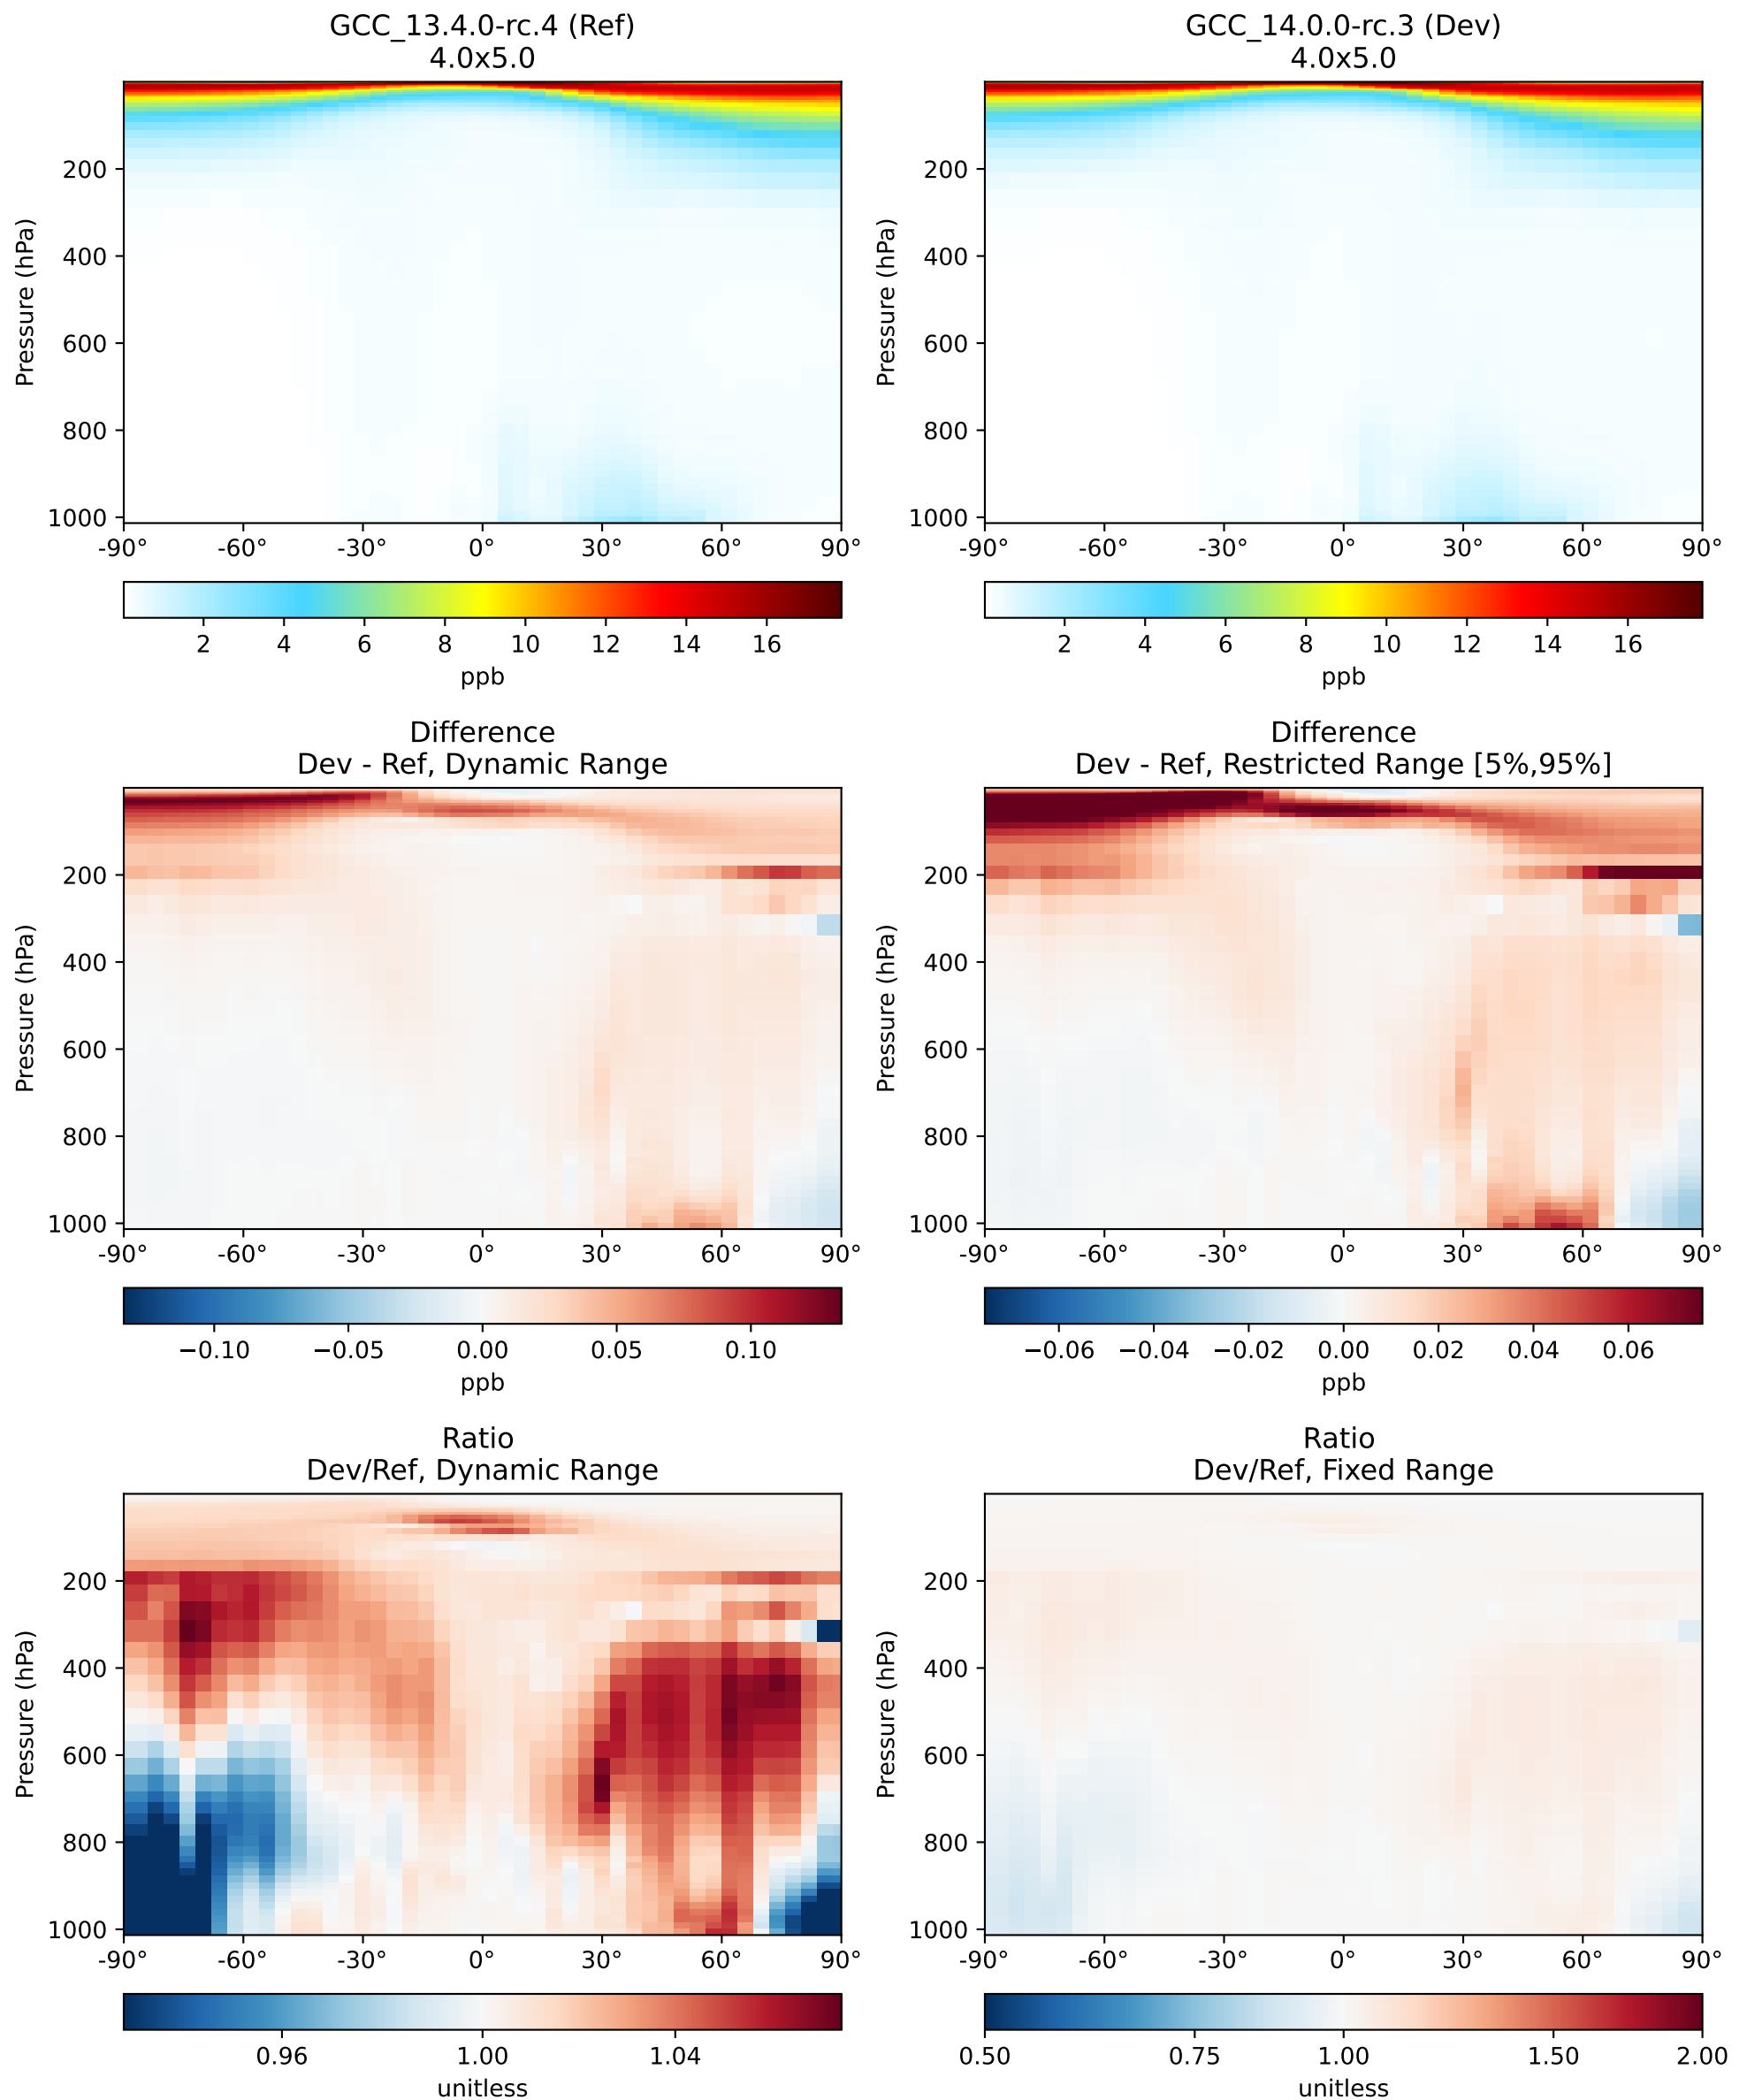 GCC_13.4.0-rc.4 (Ref)
4.0x5.0
Pressure (hPa)
200
400
600
800
1000
-90° -60° -30° 0° 30° 60° 90°
2 4 6 8 10 12 14 16
ppb
GCC_14.0.0-rc.3 (Dev)
4.0x5.0
Pressure (hPa)
200
400
600
800
1000
-90° -60° -30° 0° 30° 60° 90°
2 4 6 8 10 12 14 16
ppb
Difference
Dev - Ref, Dynamic Range
Pressure (hPa)
200
400
600
800
1000
-90° -60° -30° 0° 30° 60° 90°
−0.10 −0.05 0.00 0.05 0.10
ppb
Difference
Dev - Ref, Restricted Range [5%,95%]
Pressure (hPa)
200
400
600
800
1000
-90° -60° -30° 0° 30° 60° 90°
−0.06 −0.04 −0.02 0.00 0.02 0.04 0.06
ppb
Ratio
Dev/Ref, Dynamic Range
Pressure (hPa)
200
400
600
800
1000
-90° -60° -30° 0° 30° 60° 90°
0.96 1.00 1.04
unitless
Ratio
Dev/Ref, Fixed Range
Pressure (hPa)
200
400
600
800
1000
-90° -60° -30° 0° 30° 60° 90°
0.50 0.75 1.00 1.50 2.00
unitless